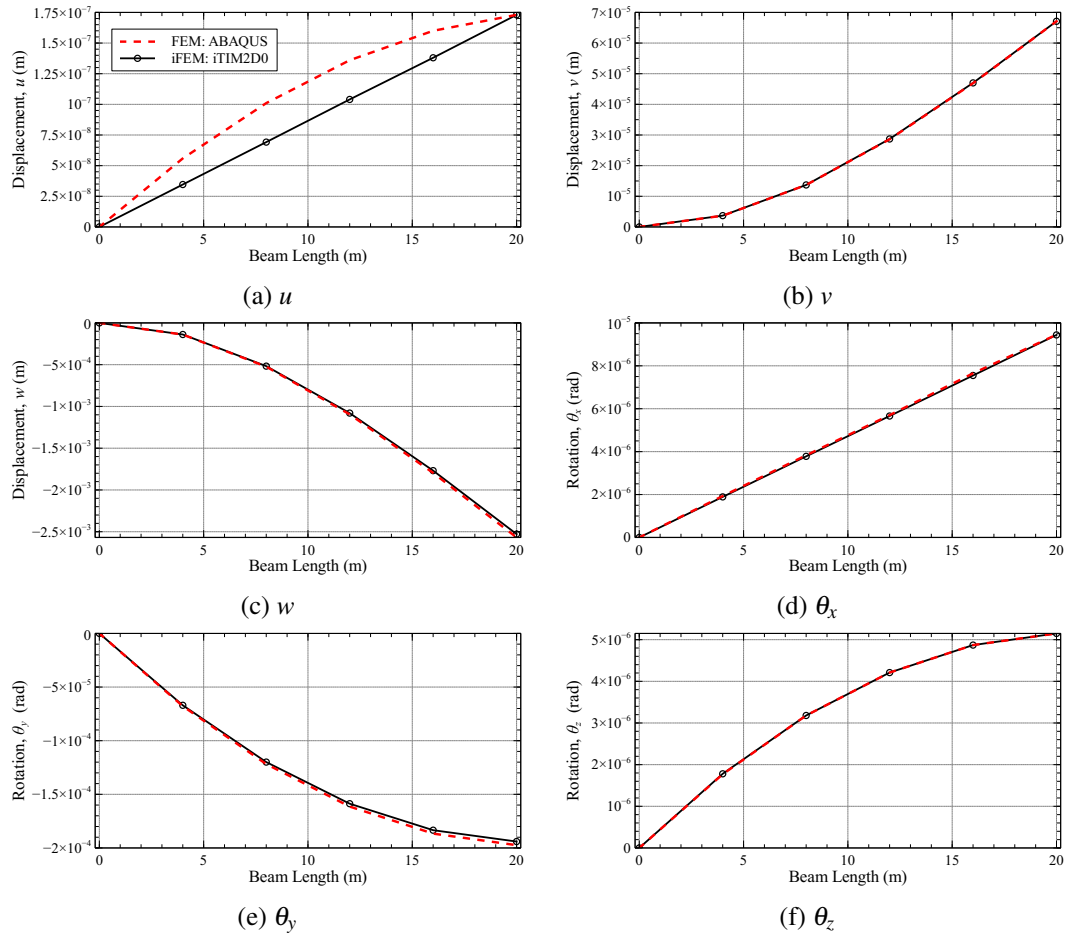 1.75×10⁻⁷
1.5×10⁻⁷
1.25×10⁻⁷
1×10⁻⁷
7.5×10⁻⁸
5×10⁻⁸
2.5×10⁻⁸
0
Displacement, u (m)
FEM: ABAQUS
iFEM: iTIM2D0
0 5 10 15 20
Beam Length (m)
(a) u
7×10⁻⁵
6×10⁻⁵
5×10⁻⁵
4×10⁻⁵
3×10⁻⁵
2×10⁻⁵
10⁻⁵
0
Displacement, v (m)
0 5 10 15 20
Beam Length (m)
(b) v
0
−5×10⁻⁴
−1×10⁻³
−1.5×10⁻³
−2×10⁻³
−2.5×10⁻³
Displacement, w (m)
0 5 10 15 20
Beam Length (m)
(c) w
10⁻⁵
8×10⁻⁶
6×10⁻⁶
4×10⁻⁶
2×10⁻⁶
0
Rotation, θₓ (rad)
0 5 10 15 20
Beam Length (m)
(d) θₓ
0
−5×10⁻⁵
−1×10⁻⁴
−1.5×10⁻⁴
−2×10⁻⁴
Rotation, θ_y (rad)
0 5 10 15 20
Beam Length (m)
(e) θ_y
5×10⁻⁶
4×10⁻⁶
3×10⁻⁶
2×10⁻⁶
10⁻⁶
0
Rotation, θ_z (rad)
0 5 10 15 20
Beam Length (m)
(f) θ_z